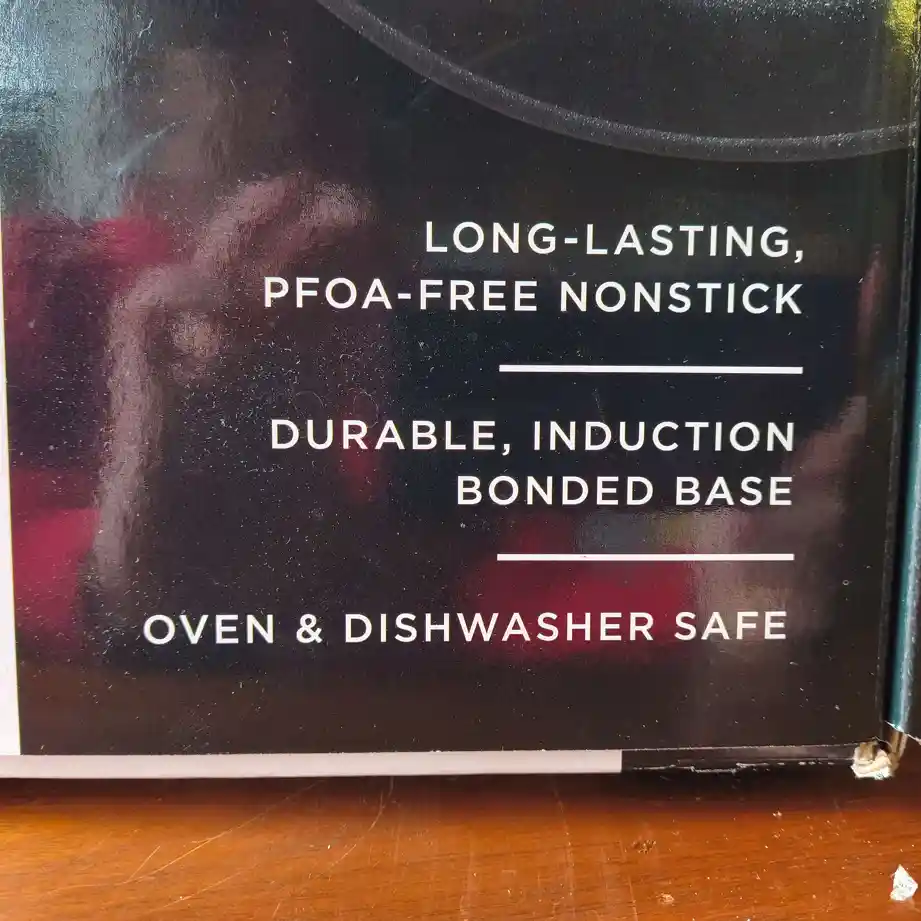 LONG-LASTING,
PFOA-FREE NONSTICK
DURABLE, INDUCTION
BONDED BASE
OVEN & DISHWASHER SAFE